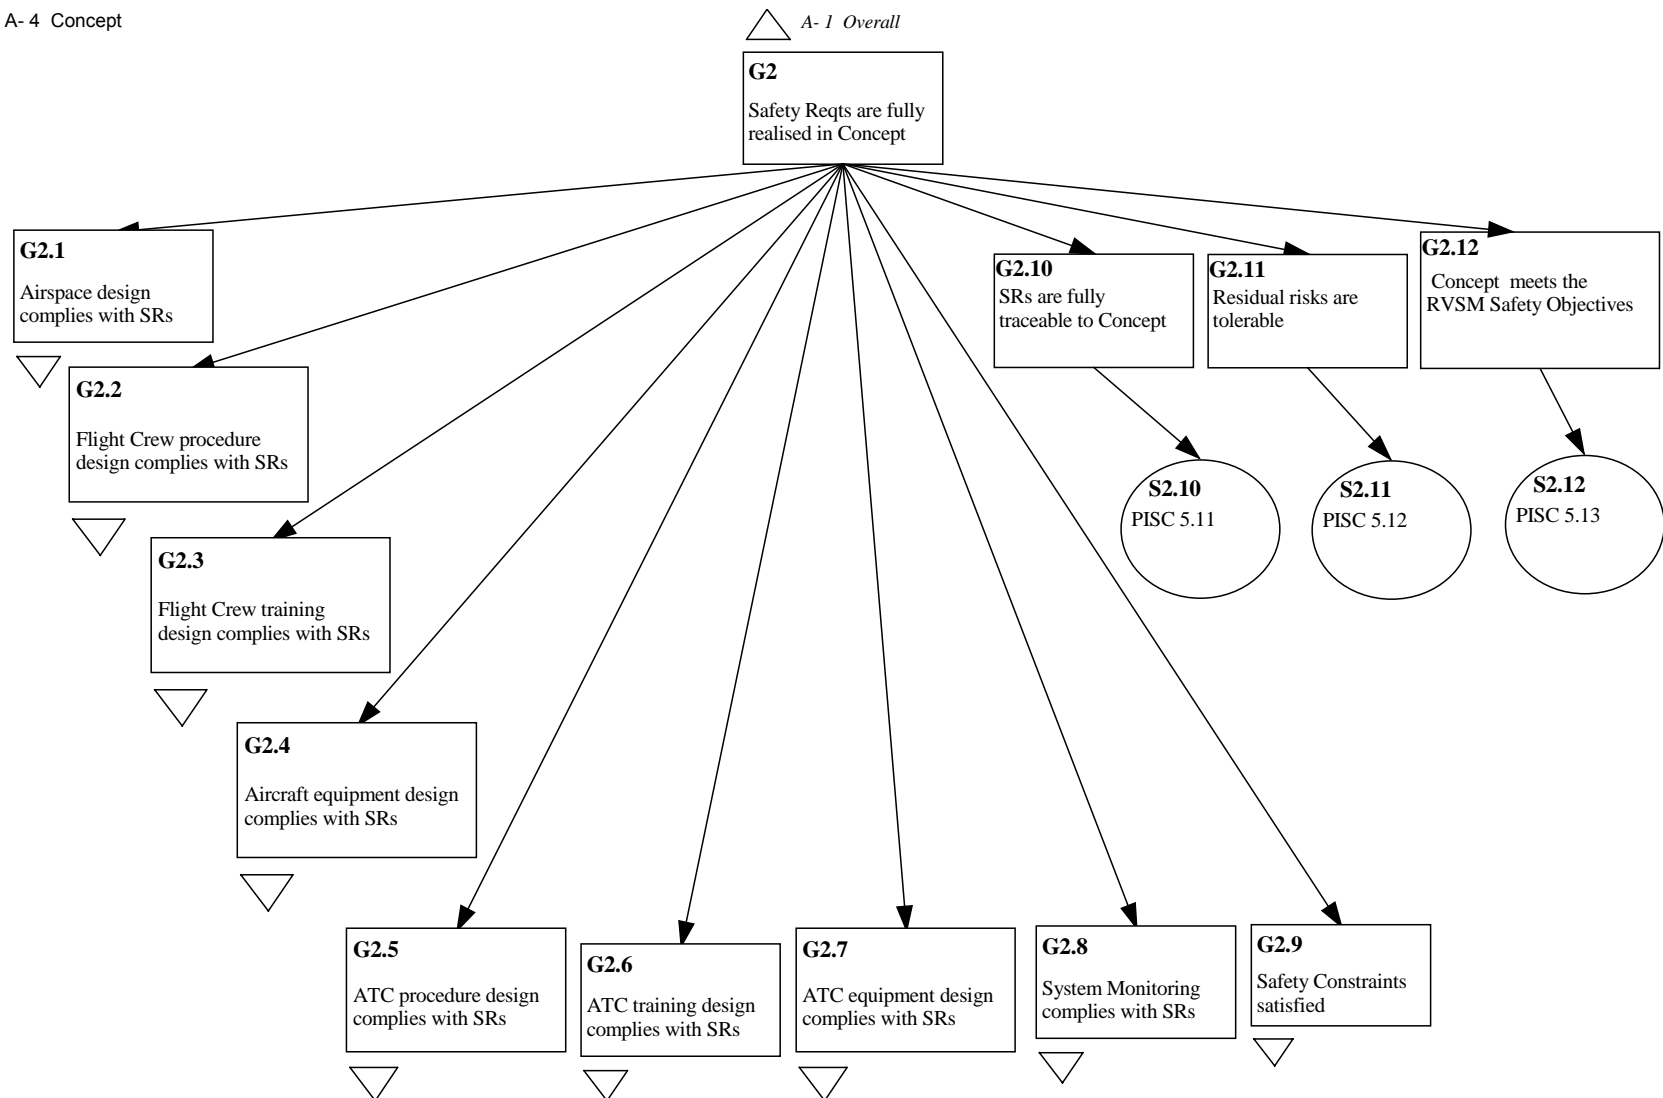 A- 4 Concept
A- 1 Overall
G2
Safety Reqts are fully
realised in Concept
G2.1
Airspace design
complies with SRs
G2.2
Flight Crew procedure
design complies with SRs
G2.3
Flight Crew training
design complies with SRs
G2.4
Aircraft equipment design
complies with SRs
G2.5
ATC procedure design
complies with SRs
G2.6
ATC training design
complies with SRs
G2.7
ATC equipment design
complies with SRs
G2.8
System Monitoring
complies with SRs
G2.9
Safety Constraints
satisfied
G2.10
SRs are fully
traceable to Concept
G2.11
Residual risks are
tolerable
G2.12
Concept meets the
RVSM Safety Objectives
S2.10
PISC 5.11
S2.11
PISC 5.12
S2.12
PISC 5.13